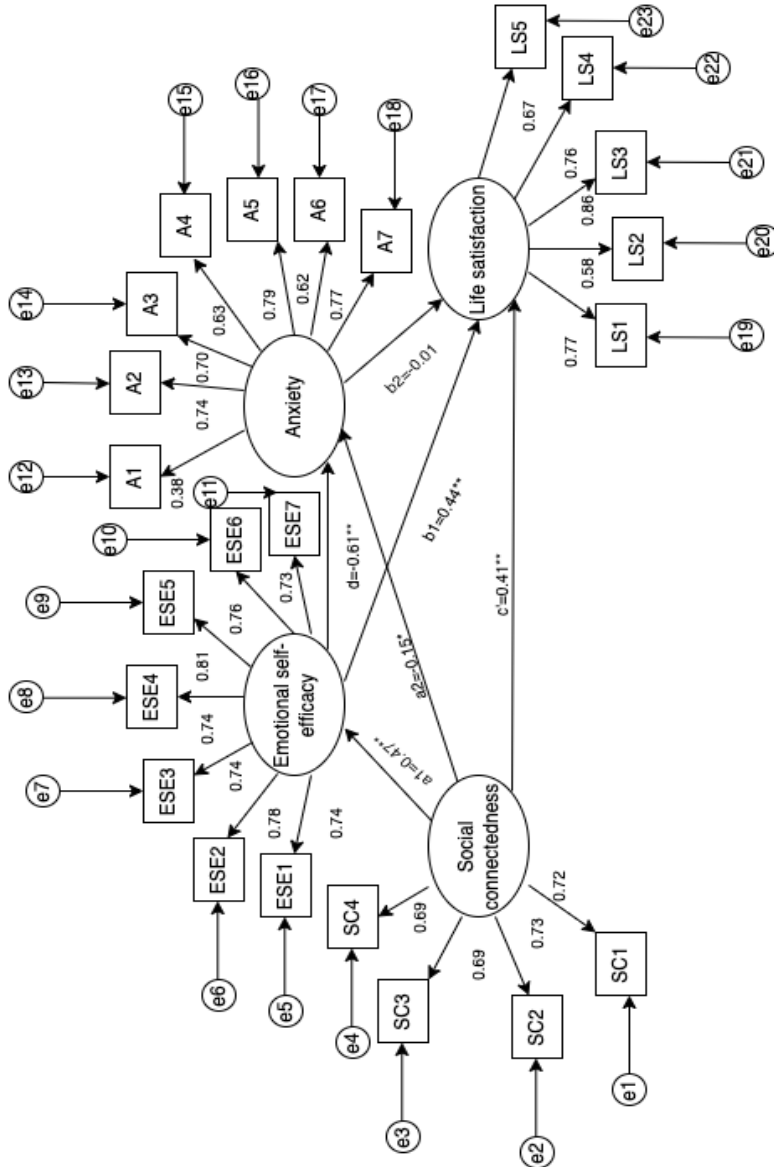 e1
e2
e3
e4
SC1
SC2
SC3
SC4
0.72
0.73
0.69
0.69
Social
connectedness
e5
e6
e7
e8
e9
e10
e11
ESE1
ESE2
ESE3
ESE4
ESE5
ESE6
ESE7
0.74
0.78
0.74
0.74
0.81
0.76
0.73
Emotional self-
efficacy
e12
e13
e14
e15
e16
e17
e18
A1
A2
A3
A4
A5
A6
A7
0.38
0.74
0.70
0.63
0.79
0.62
0.77
Anxiety
a1=0.47**
a2=-0.15*
d=-0.61**
b1=0.44**
b2=-0.01
c'=0.41**
Life satisfaction
0.77
0.58
0.86
0.76
0.67
LS1
LS2
LS3
LS4
LS5
e19
e20
e21
e22
e23